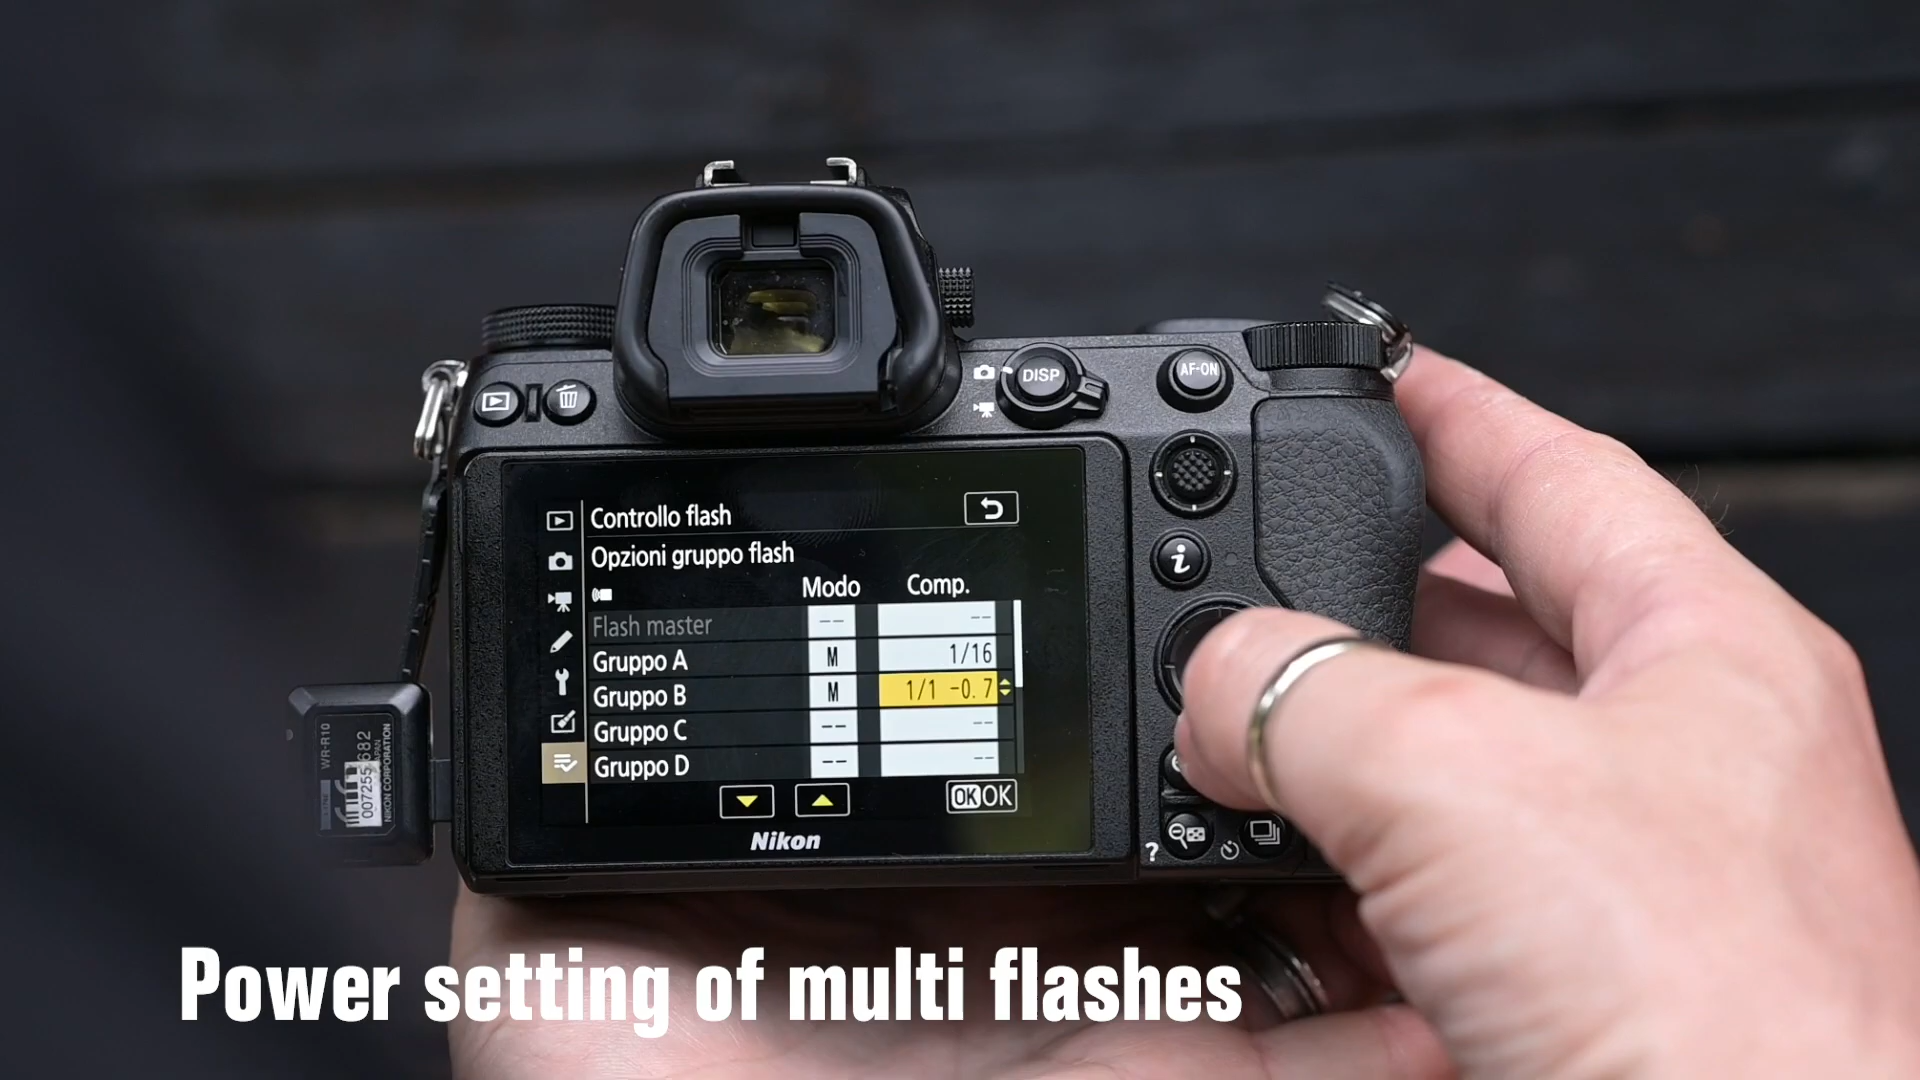 DISP
AF-ON
i
Controllo flash
Opzioni gruppo flash
Modo Comp.
Flash master -- --
Gruppo A M 1/16
Gruppo B M 1/1 -0.7
Gruppo C -- --
Gruppo D -- --
OK OK
Nikon
?
WR-R10
007255682
NIKON CORPORATION
Power setting of multi flashes